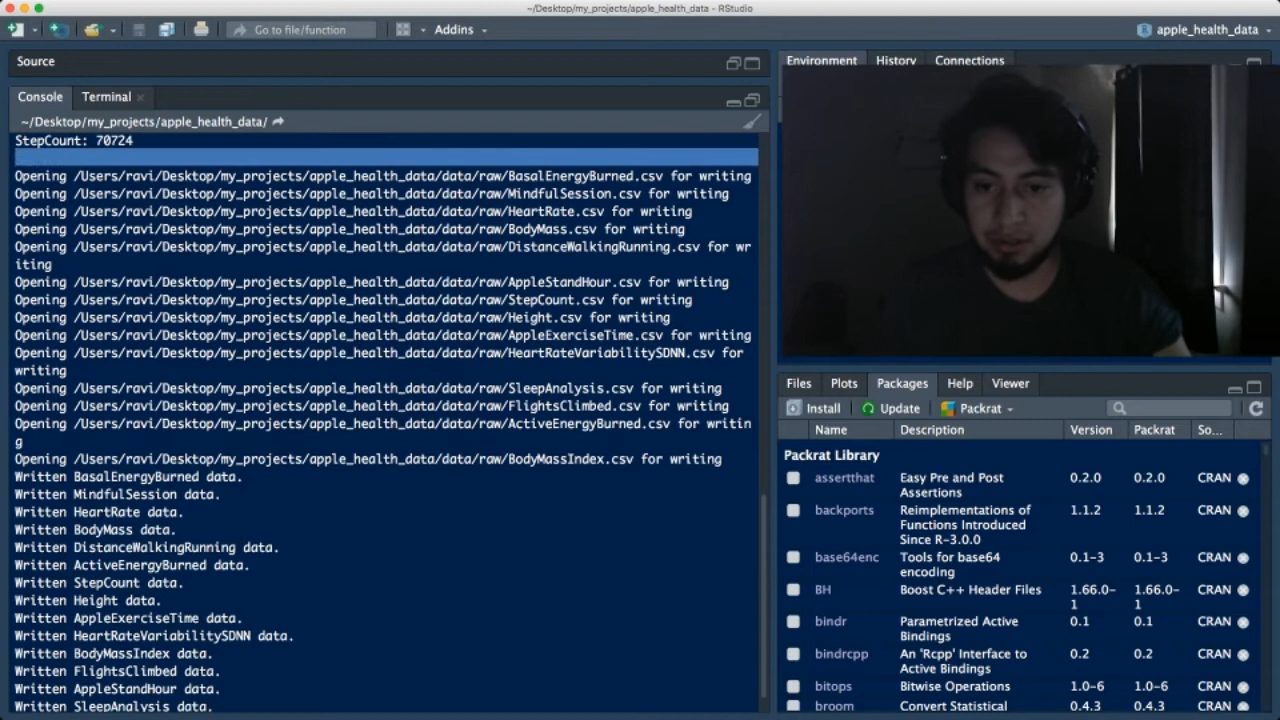 ~/Desktop/my_projects/apple_health_data - RStudio
Go to file/function
Addins
apple_health_data
Source
Console
Terminal
~/Desktop/my_projects/apple_health_data/
StepCount: 70724
Opening /Users/ravi/Desktop/my_projects/apple_health_data/data/raw/BasalEnergyBurned.csv for writing
Opening /Users/ravi/Desktop/my_projects/apple_health_data/data/raw/MindfulSession.csv for writing
Opening /Users/ravi/Desktop/my_projects/apple_health_data/data/raw/HeartRate.csv for writing
Opening /Users/ravi/Desktop/my_projects/apple_health_data/data/raw/BodyMass.csv for writing
Opening /Users/ravi/Desktop/my_projects/apple_health_data/data/raw/DistanceWalkingRunning.csv for wr
iting
Opening /Users/ravi/Desktop/my_projects/apple_health_data/data/raw/AppleStandHour.csv for writing
Opening /Users/ravi/Desktop/my_projects/apple_health_data/data/raw/StepCount.csv for writing
Opening /Users/ravi/Desktop/my_projects/apple_health_data/data/raw/Height.csv for writing
Opening /Users/ravi/Desktop/my_projects/apple_health_data/data/raw/AppleExerciseTime.csv for writing
Opening /Users/ravi/Desktop/my_projects/apple_health_data/data/raw/HeartRateVariabilitySDNN.csv for
writing
Opening /Users/ravi/Desktop/my_projects/apple_health_data/data/raw/SleepAnalysis.csv for writing
Opening /Users/ravi/Desktop/my_projects/apple_health_data/data/raw/FlightsClimbed.csv for writing
Opening /Users/ravi/Desktop/my_projects/apple_health_data/data/raw/ActiveEnergyBurned.csv for writin
g
Opening /Users/ravi/Desktop/my_projects/apple_health_data/data/raw/BodyMassIndex.csv for writing
Written BasalEnergyBurned data.
Written MindfulSession data.
Written HeartRate data.
Written BodyMass data.
Written DistanceWalkingRunning data.
Written ActiveEnergyBurned data.
Written StepCount data.
Written Height data.
Written AppleExerciseTime data.
Written HeartRateVariabilitySDNN data.
Written BodyMassIndex data.
Written FlightsClimbed data.
Written AppleStandHour data.
Written SleepAnalysis data.
Environment History Connections
Files Plots Packages Help Viewer
Install Update Packrat
Name Description Version Packrat So...
Packrat Library
assertthat Easy Pre and Post 0.2.0 0.2.0 CRAN
Assertions
backports Reimplementations of 1.1.2 1.1.2 CRAN
Functions Introduced
Since R-3.0.0
base64enc Tools for base64 0.1-3 0.1-3 CRAN
encoding
BH Boost C++ Header Files 1.66.0- 1.66.0- CRAN
1 1
bindr Parametrized Active 0.1 0.1 CRAN
Bindings
bindrcpp An 'Rcpp' Interface to 0.2 0.2 CRAN
Active Bindings
bitops Bitwise Operations 1.0-6 1.0-6 CRAN
broom Convert Statistical 0.4.3 0.4.3 CRAN